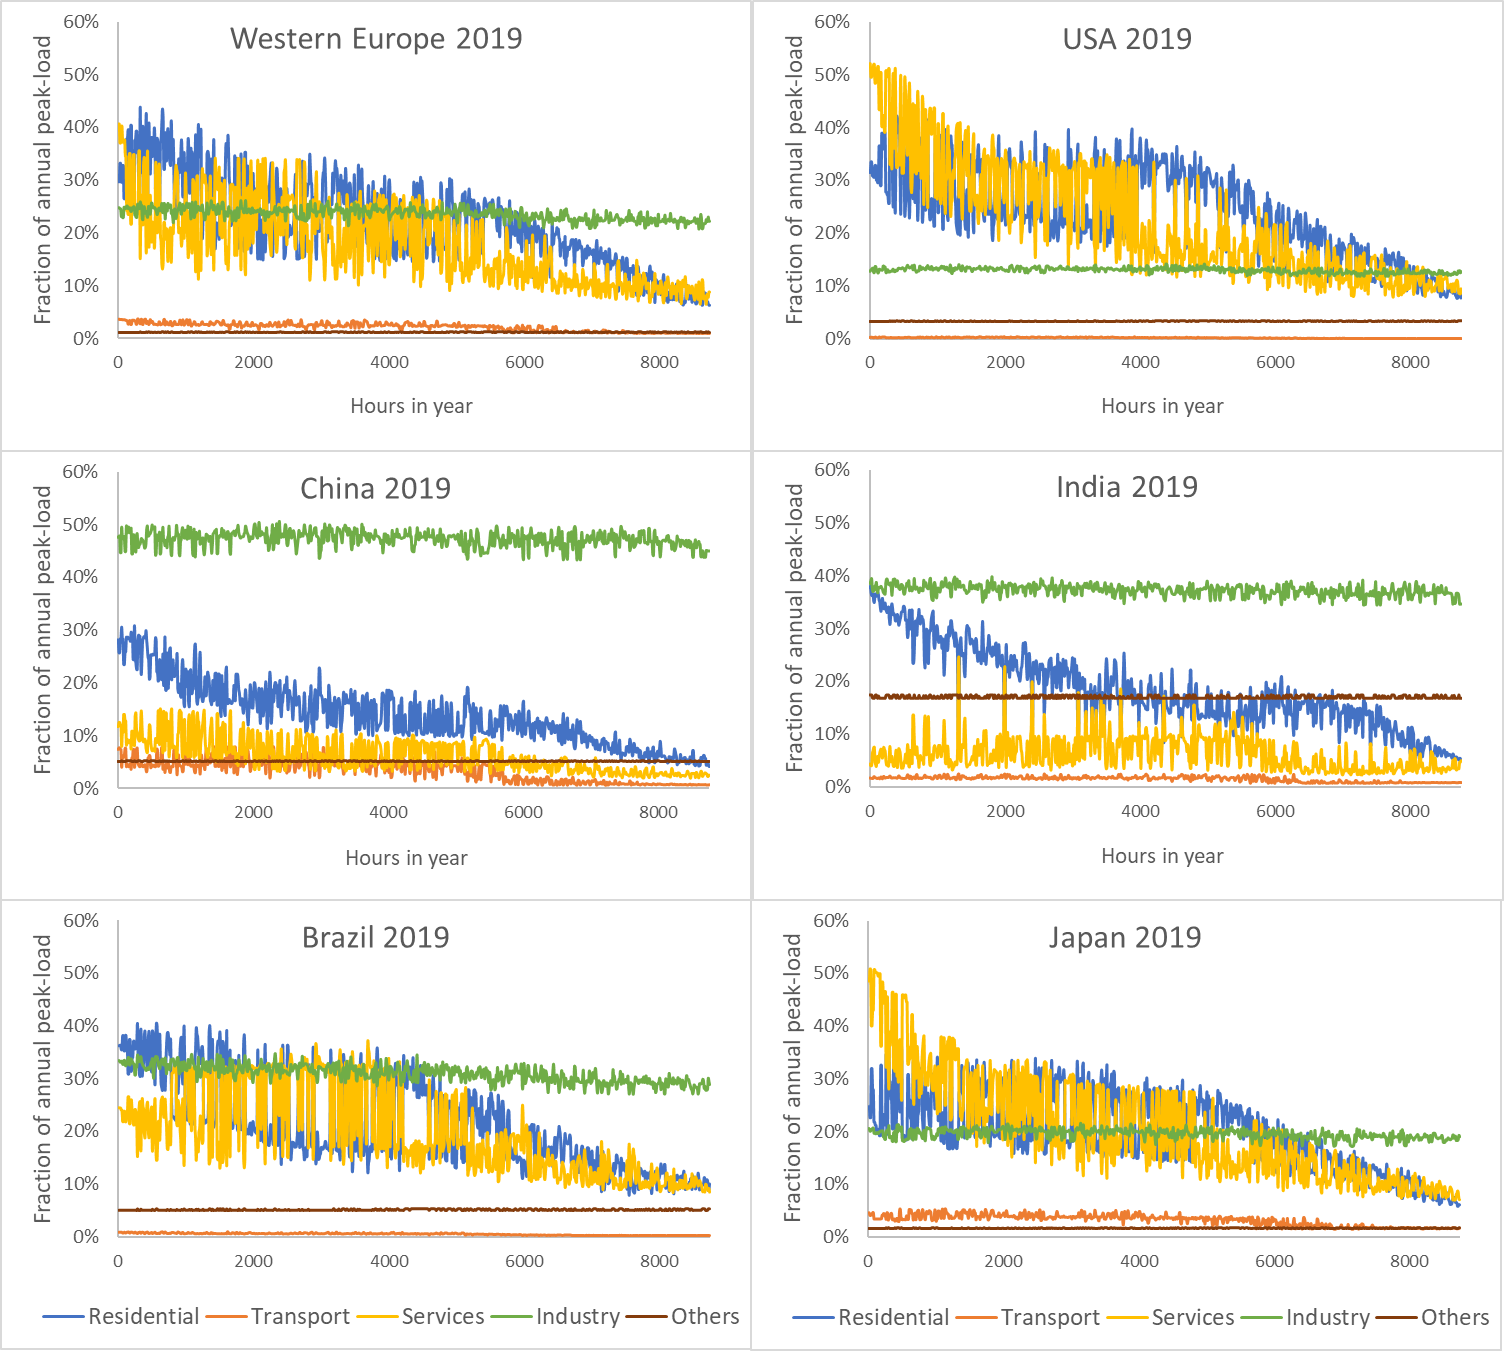 Western Europe 2019
Fraction of annual peak-load
60%
50%
40%
30%
20%
10%
0%
0 2000 4000 6000 8000
Hours in year
USA 2019
Fraction of annual peak-load
60%
50%
40%
30%
20%
10%
0%
0 2000 4000 6000 8000
Hours in year
China 2019
Fraction of annual peak-load
60%
50%
40%
30%
20%
10%
0%
0 2000 4000 6000 8000
Hours in year
India 2019
Fraction of annual peak-load
60%
50%
40%
30%
20%
10%
0%
0 2000 4000 6000 8000
Hours in year
Brazil 2019
Fraction of annual peak-load
60%
50%
40%
30%
20%
10%
0%
0 2000 4000 6000 8000
Residential Transport Services Industry Others
Japan 2019
Fraction of annual peak-load
60%
50%
40%
30%
20%
10%
0%
0 2000 4000 6000 8000
Residential Transport Services Industry Others